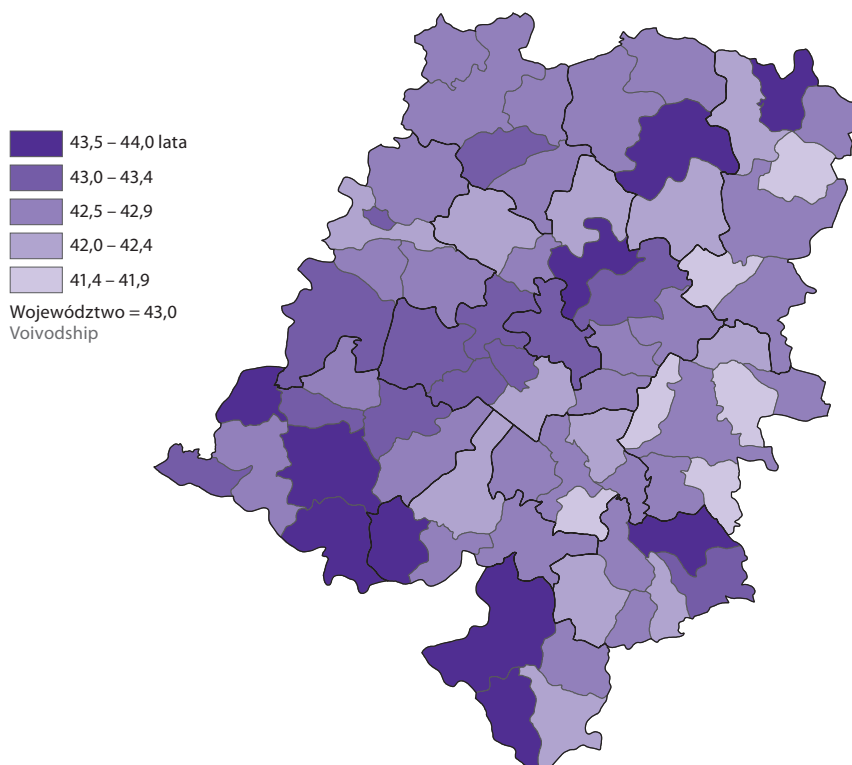 43,5 – 44,0 lata
43,0 – 43,4
42,5 – 42,9
42,0 – 42,4
41,4 – 41,9
Województwo = 43,0
Voivodship